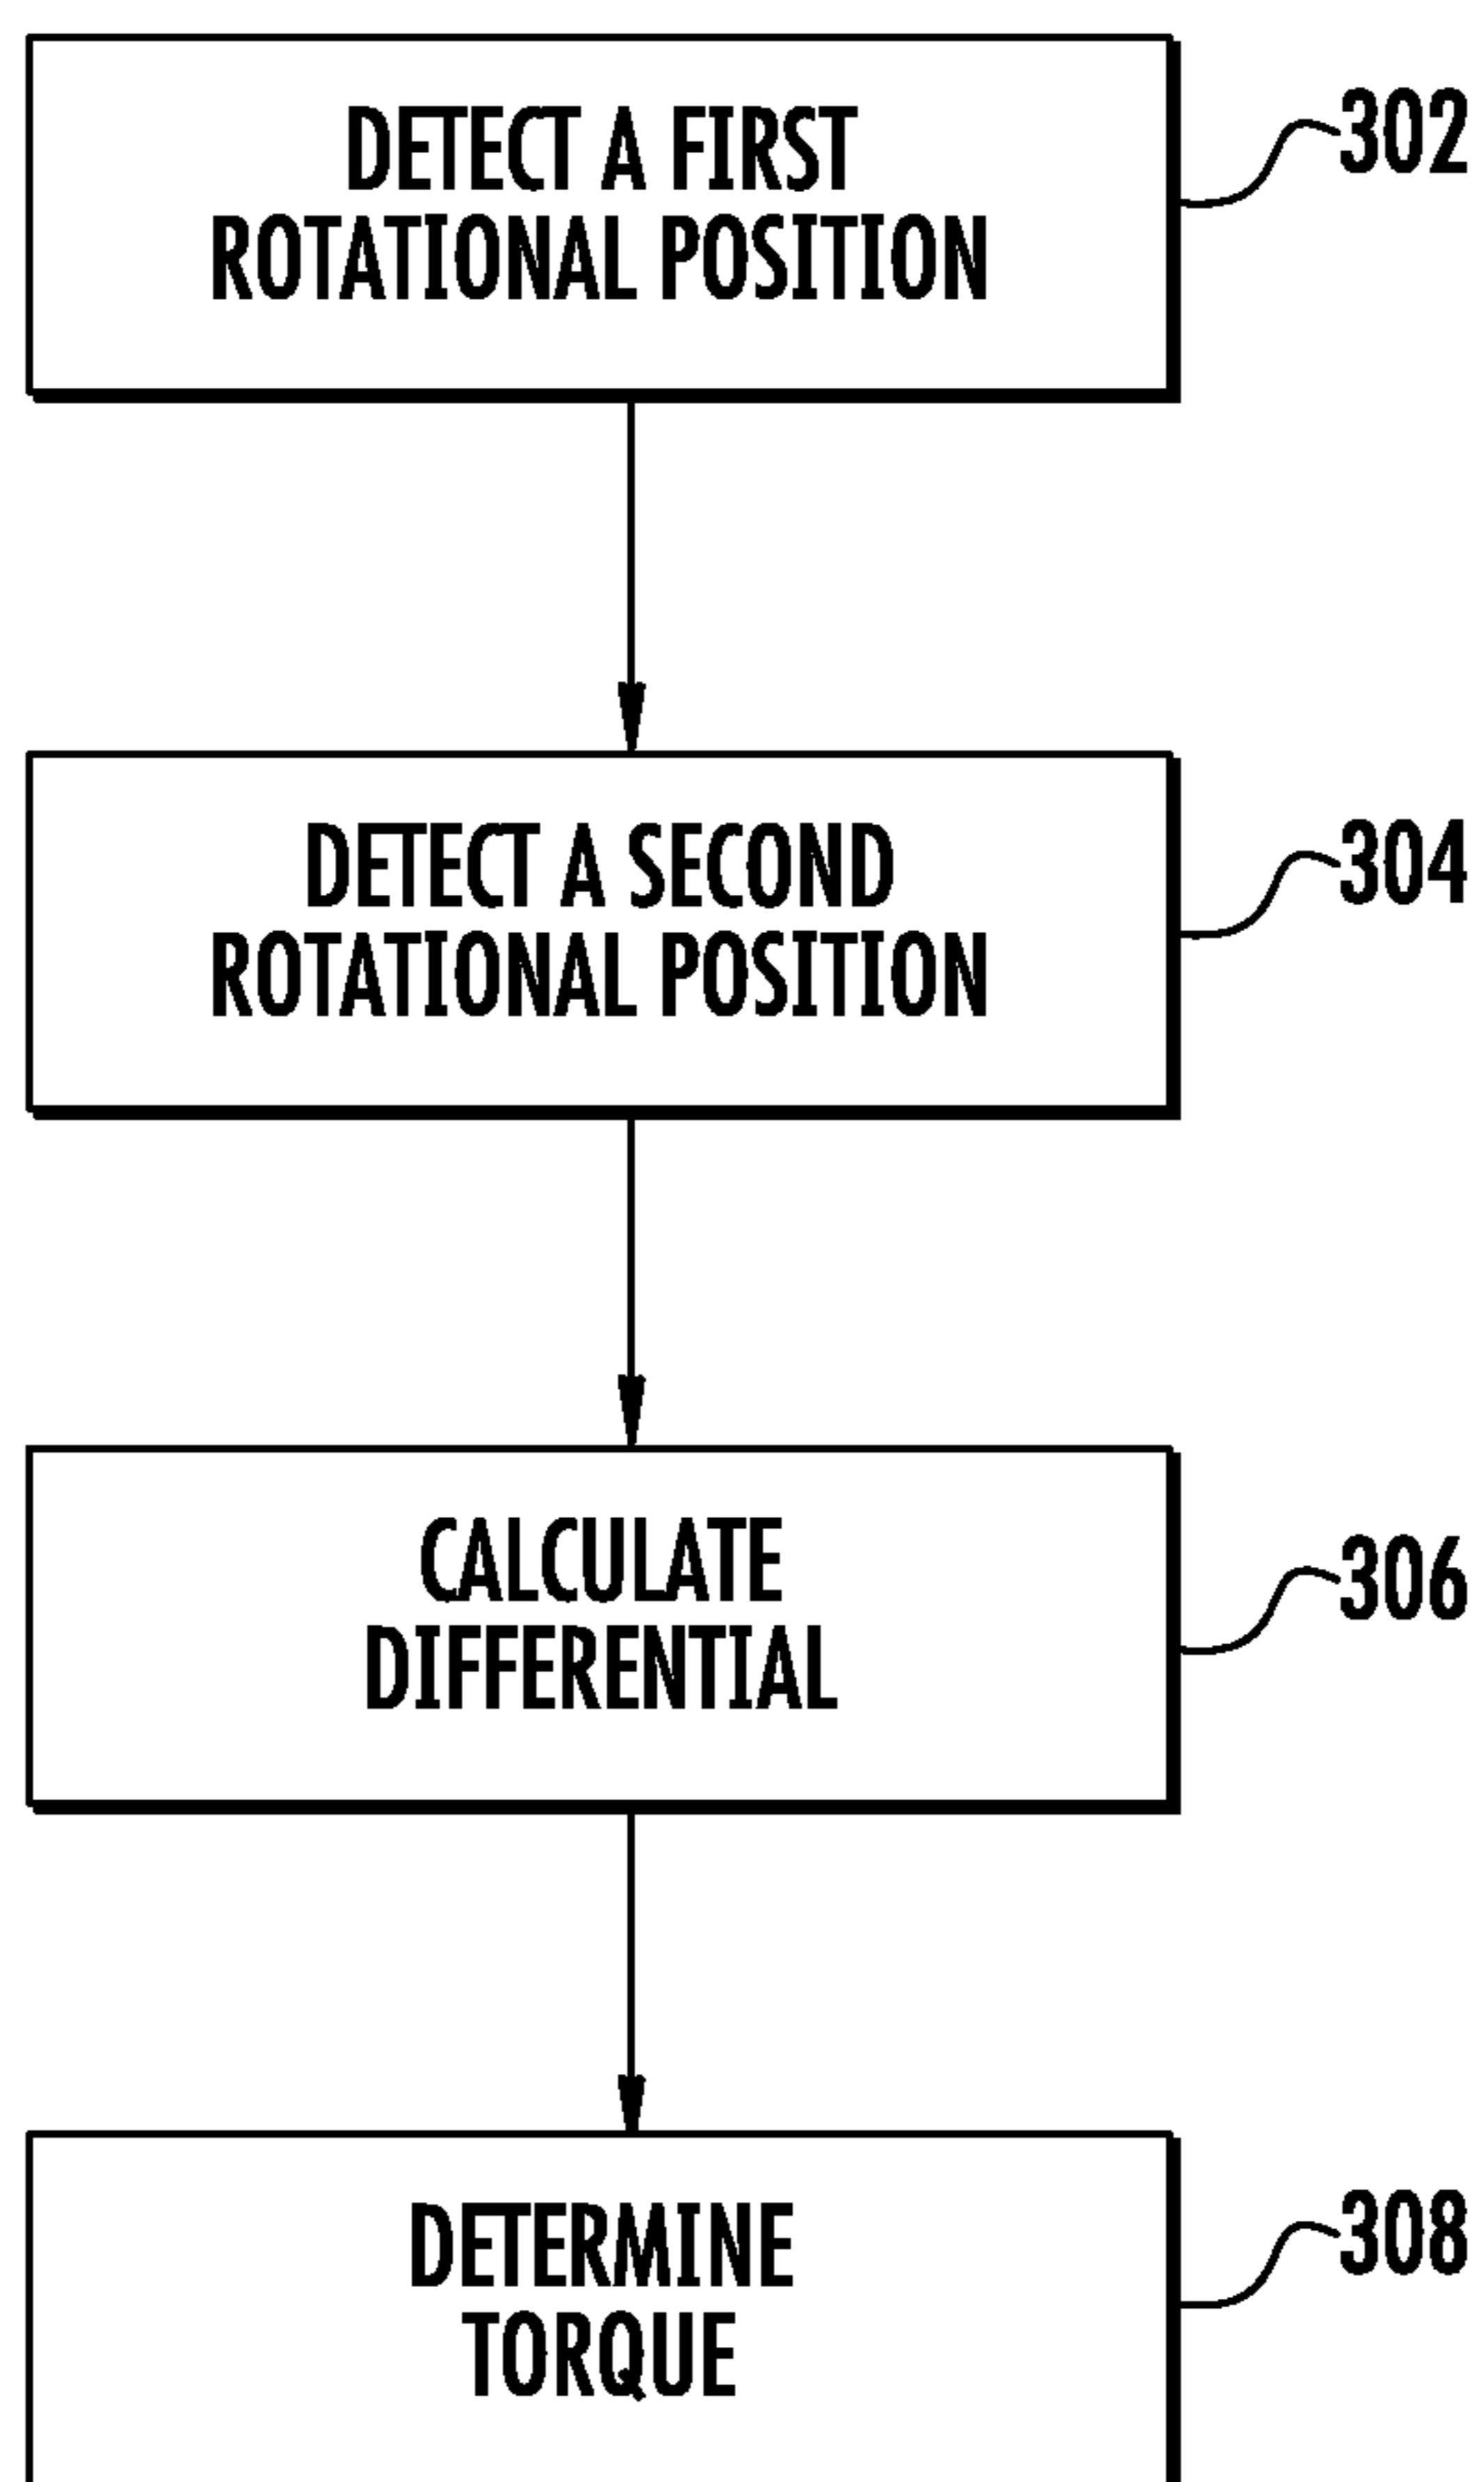 DETECT A FIRST
ROTATIONAL POSITION
302
DETECT A SECOND
ROTATIONAL POSITION
304
CALCULATE
DIFFERENTIAL
306
DETERMINE
TORQUE
308